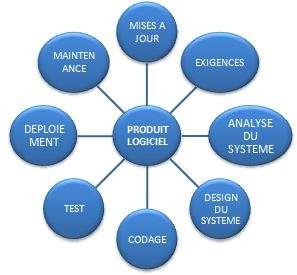 MISES A
JOUR
EXIGENCES
ANALYSE
DU
SYSTEME
DESIGN
DU
SYSTEME
CODAGE
TEST
DEPLOIE
MENT
MAINTEN
ANCE
PRODUIT
LOGICIEL